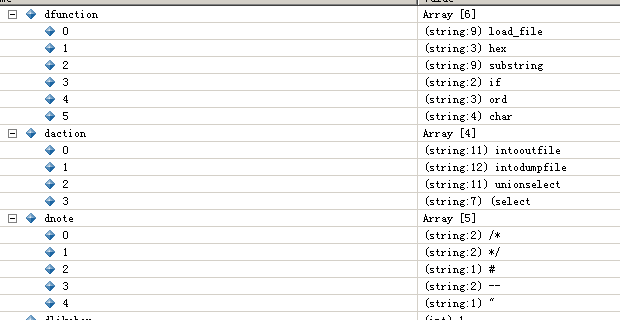 dfunction Array [6]
0 (string:9) load_file
1 (string:3) hex
2 (string:9) substring
3 (string:2) if
4 (string:3) ord
5 (string:4) char
daction Array [4]
0 (string:11) intooutfile
1 (string:12) intodumpfile
2 (string:11) unionselect
3 (string:7) (select
dnote Array [5]
0 (string:2) /*
1 (string:2) */
2 (string:1) #
3 (string:2) --
4 (string:1) "